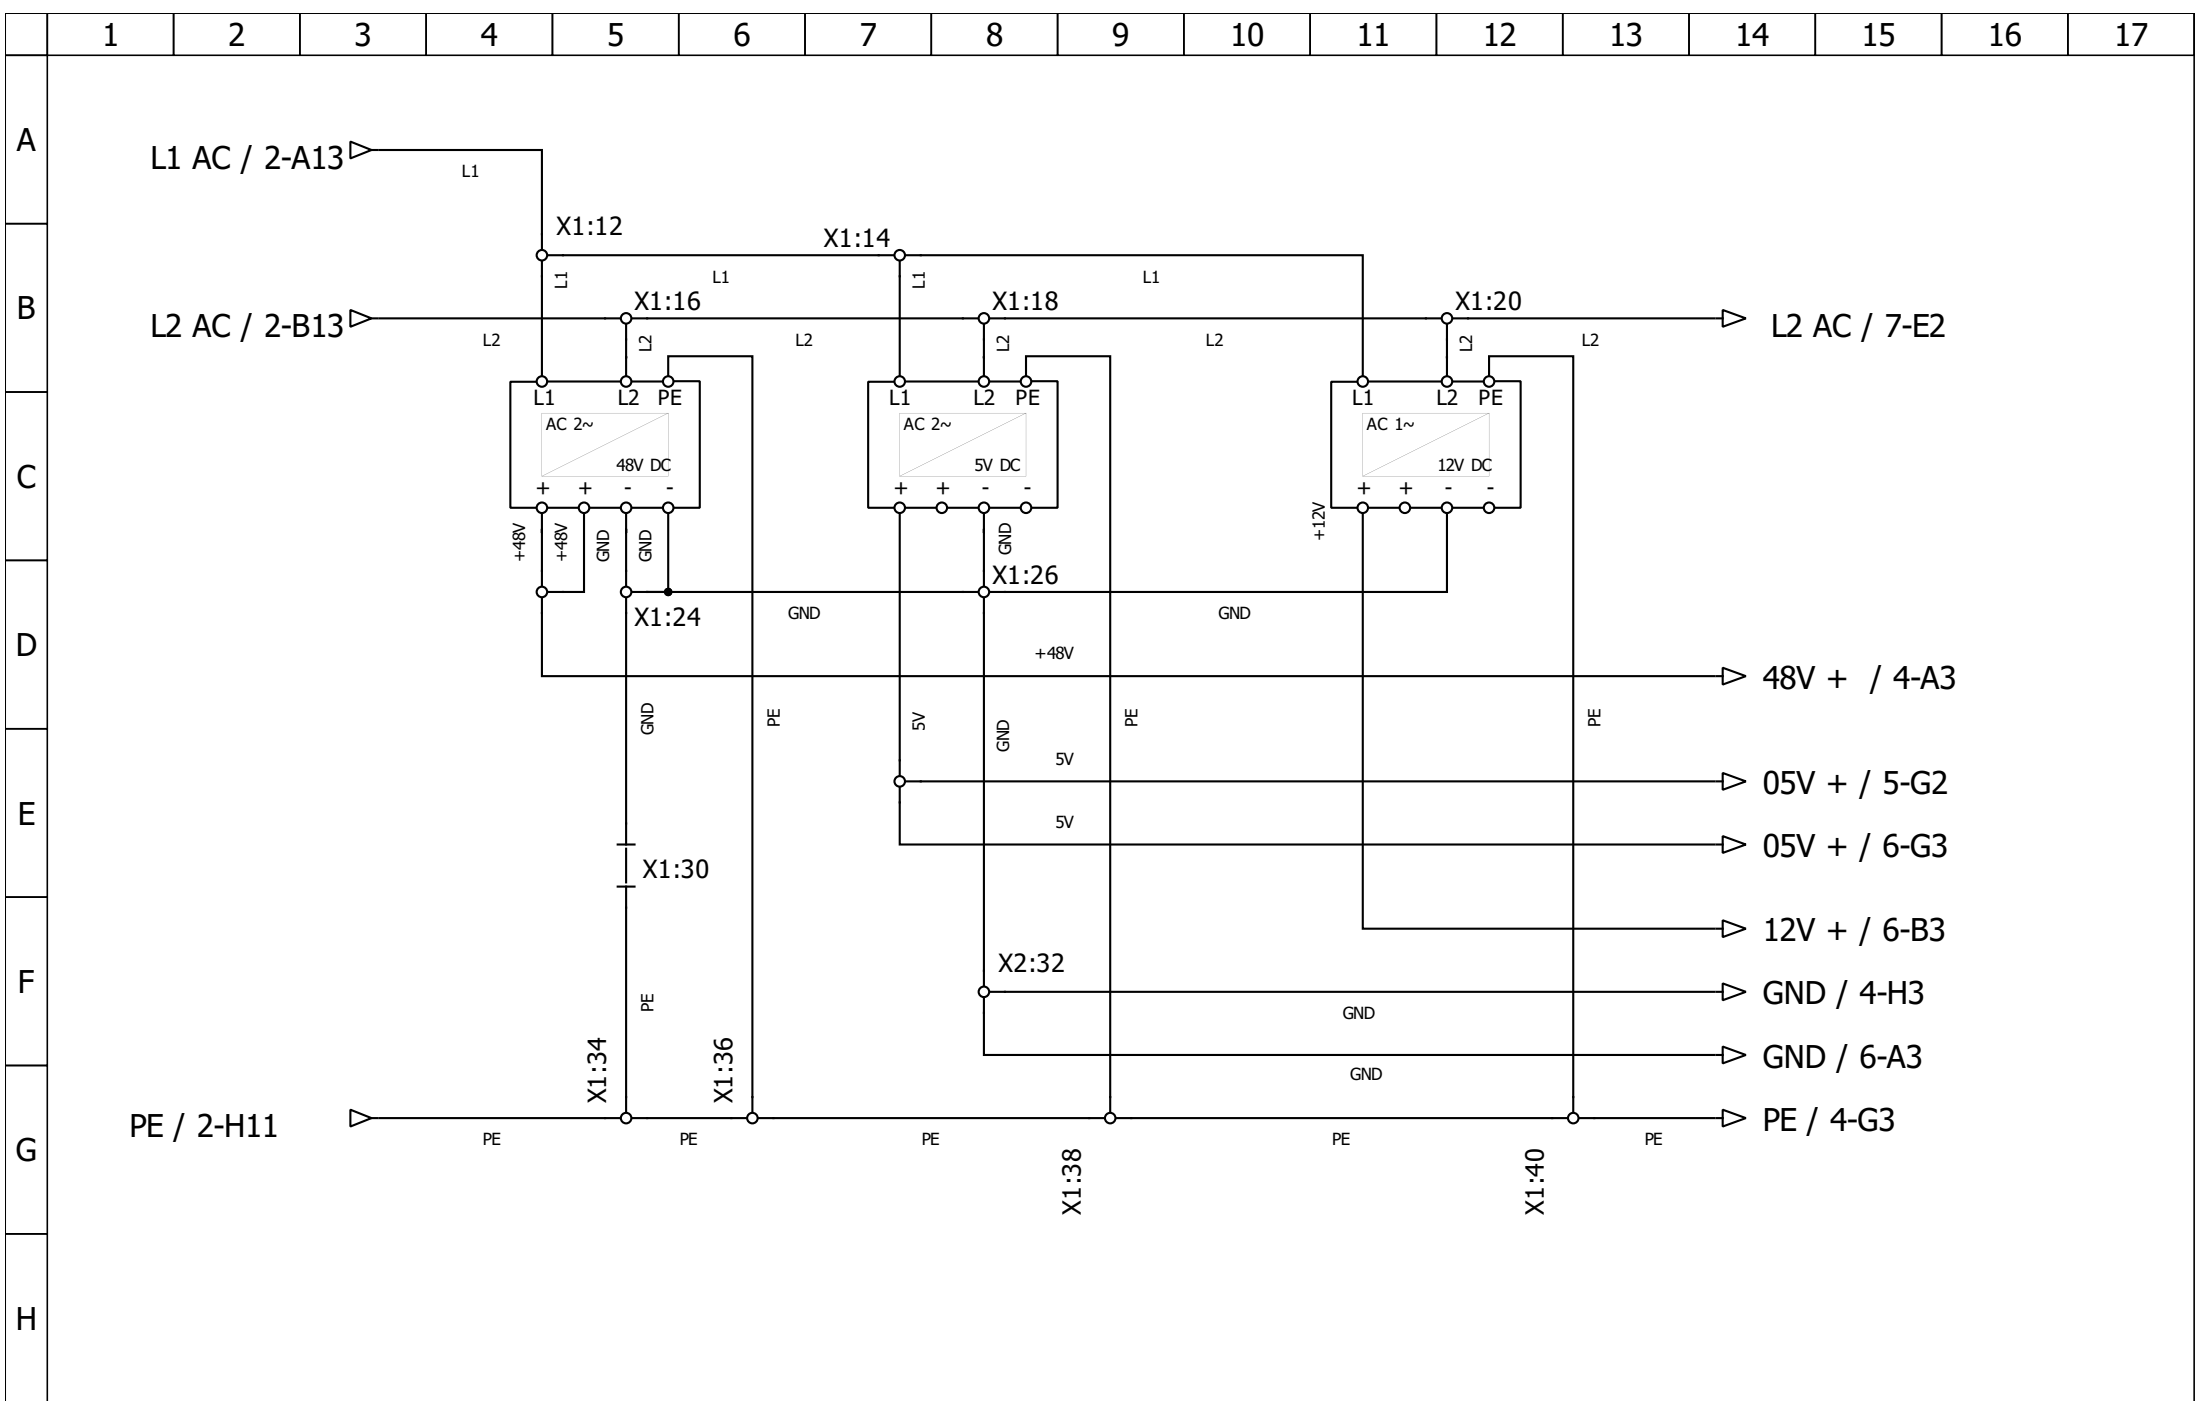 1 2 3 4 5 6 7 8 9 10 11 12 13 14 15 16 17
A
L1 AC / 2-A13
L1
X1:12
X1:14
L1
L1
L1
L1
B
X1:16
X1:18
X1:20
L2 AC / 2-B13
L2 AC / 7-E2
L2
L2
L2
L2
L2
L2
L2
L1 L2 PE
L1 L2 PE
L1 L2 PE
AC 2~
AC 2~
AC 1~
C
48V DC
5V DC
12V DC
+ + - -
+ + - -
+ + - -
+48V
+48V
GND
GND
GND
+12V
X1:26
X1:24
GND
GND
D
+48V
48V + / 4-A3
GND
PE
5V
GND
PE
PE
5V
05V + / 5-G2
E
5V
05V + / 6-G3
X1:30
12V + / 6-B3
X2:32
F
GND / 4-H3
PE
GND
X1:34
X1:36
GND / 6-A3
GND
PE / 2-H11
PE / 4-G3
PE
PE
PE
PE
PE
G
X1:38
X1:40
H